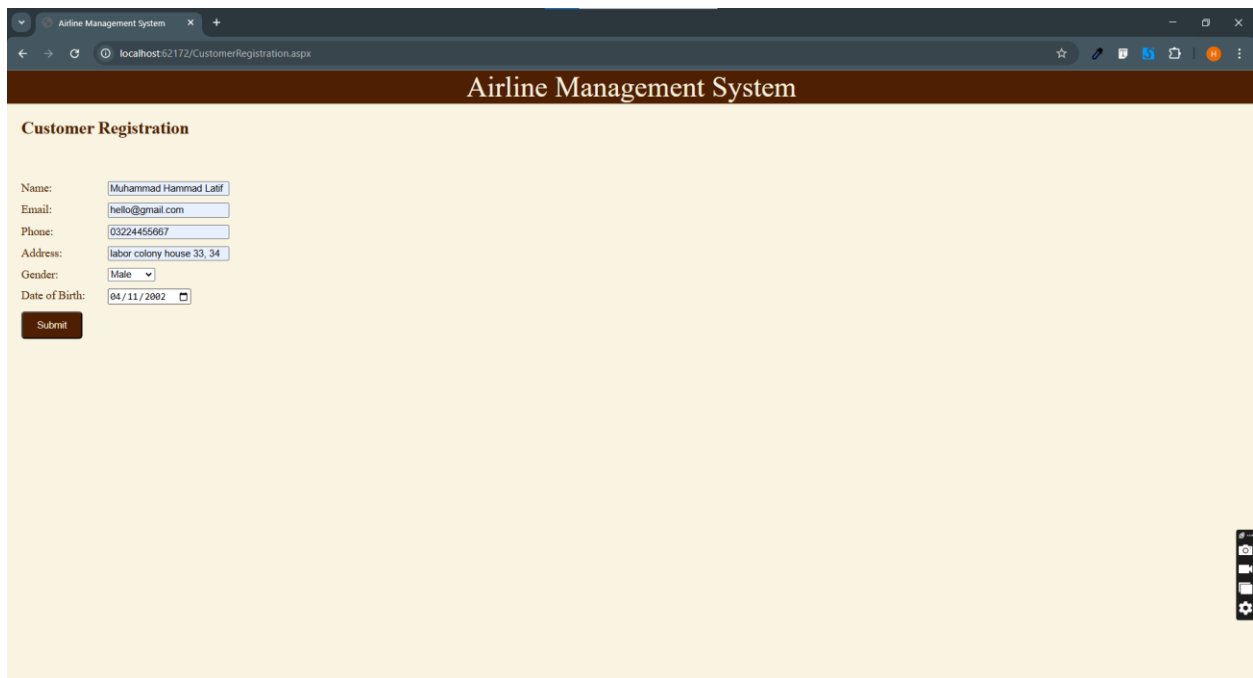 Airline Management System
localhost:62172/CustomerRegistration.aspx
H
Airline Management System
Customer Registration
Name: Muhammad Hammad Latif
Email: hello@gmail.com
Phone: 03224455667
Address: labor colony house 33, 34
Gender: Male
Date of Birth: 04/11/2002
Submit